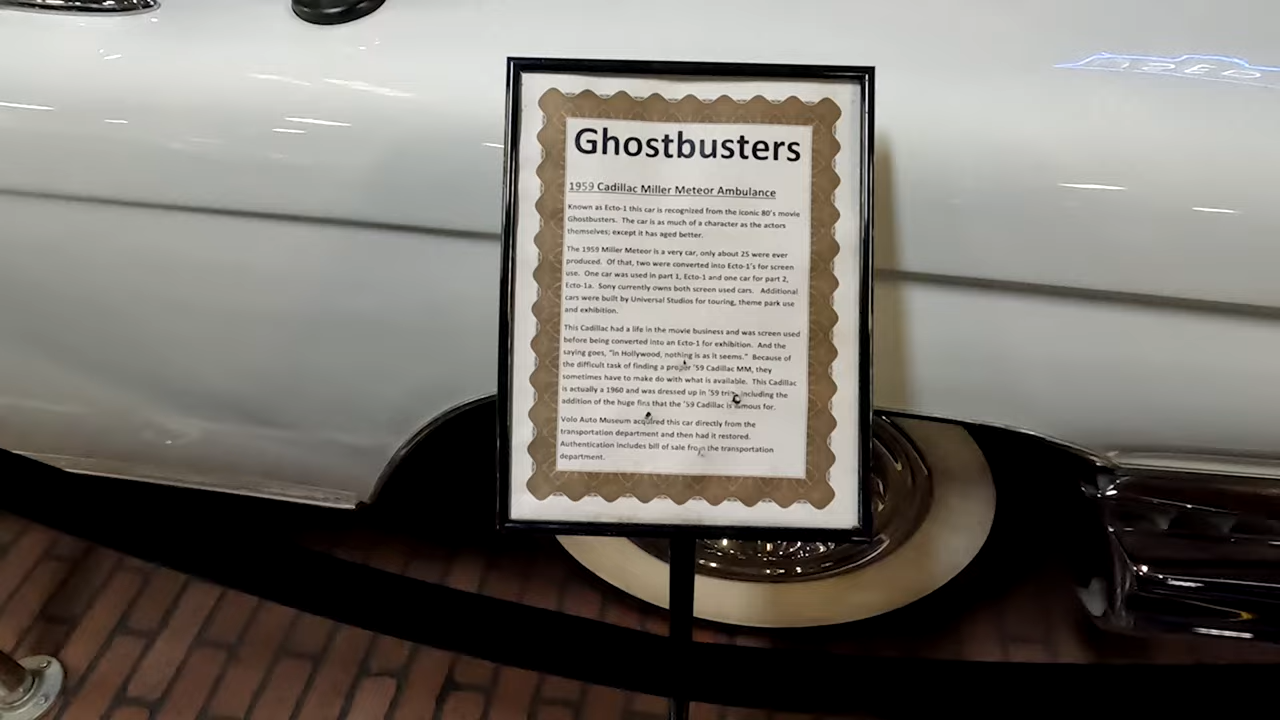 Ghostbusters
1959 Cadillac Miller Meteor Ambulance
Known as Ecto-1 this car is recognized from the iconic 80's movie
Ghostbusters. The car is as much of a character as the actors
themselves; except it has aged better.
The 1959 Miller Meteor is a very car, only about 25 were ever
produced. Of that, two were converted into Ecto-1's for screen
use. One car was used in part 1, Ecto-1 and one car for part 2,
Ecto-1a. Sony currently owns both screen used cars. Additional
cars were built by Universal Studios for touring, theme park use
and exhibition.
This Cadillac had a life in the movie business and was screen used
before being converted into an Ecto-1 for exhibition. And the
saying goes, "in Hollywood, nothing is as it seems." Because of
the difficult task of finding a proper '59 Cadillac MM, they
sometimes have to make do with what is available. This Cadillac
is actually a 1960 and was dressed up in '59 trim, including the
addition of the huge fins that the '59 Cadillac is famous for.
Volo Auto Museum acquired this car directly from the
transportation department and then had it restored.
Authentication includes bill of sale from the transportation
department.